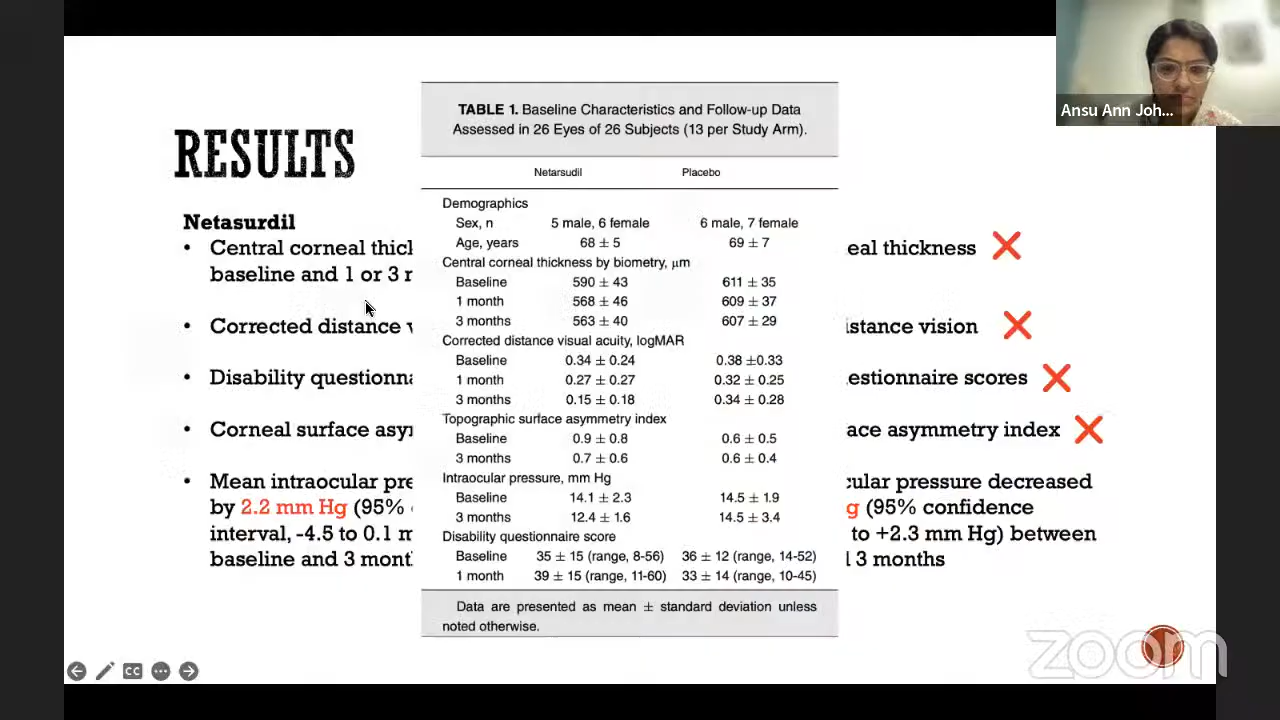 Ansu Ann Joh...
RESULTS
Netasurdil
• Central corneal thick
baseline and 1 or 3
• Corrected distance
• Disability questionna
• Corneal surface asy
• Mean intraocular pre
by 2.2 mm Hg (95%
interval, -4.5 to 0.1
baseline and 3 mont
TABLE 1. Baseline Characteristics and Follow-up Data
Assessed in 26 Eyes of 26 Subjects (13 per Study Arm).
Netarsudil Placebo
Demographics
Sex, n 5 male, 6 female 6 male, 7 female
Age, years 68 ± 5 69 ± 7
Central corneal thickness by biometry, μm
Baseline 590 ± 43 611 ± 35
1 month 568 ± 46 609 ± 37
3 months 563 ± 40 607 ± 29
Corrected distance visual acuity, logMAR
Baseline 0.34 ± 0.24 0.38 ±0.33
1 month 0.27 ± 0.27 0.32 ± 0.25
3 months 0.15 ± 0.18 0.34 ± 0.28
Topographic surface asymmetry index
Baseline 0.9 ± 0.8 0.6 ± 0.5
3 months 0.7 ± 0.6 0.6 ± 0.4
Intraocular pressure, mm Hg
Baseline 14.1 ± 2.3 14.5 ± 1.9
3 months 12.4 ± 1.6 14.5 ± 3.4
Disability questionnaire score
Baseline 35 ± 15 (range, 8-56) 36 ± 12 (range, 14-52)
1 month 39 ± 15 (range, 11-60) 33 ± 14 (range, 10-45)
Data are presented as mean ± standard deviation unless
noted otherwise.
eal thickness
istance vision
estionnaire scores
face asymmetry index
cular pressure decreased
g (95% confidence
to +2.3 mm Hg) between
3 months
CC
zoom